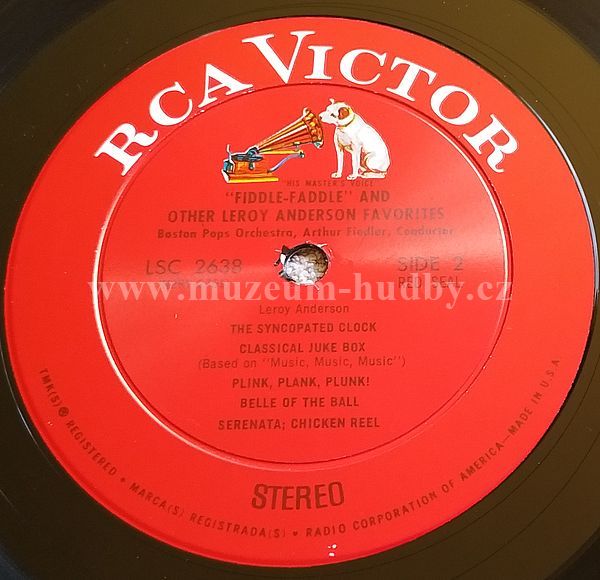 RCA VICTOR
"HIS MASTER'S VOICE"
"FIDDLE-FADDLE" AND
OTHER LEROY ANDERSON FAVORITES
Boston Pops Orchestra, Arthur Fiedler, Conductor
LSC 2638 SIDE 2
RED SEAL
www.muzeum-hudby.cz
Leroy Anderson
THE SYNCOPATED CLOCK
CLASSICAL JUKE BOX
(Based on "Music, Music, Music")
PLINK, PLANK, PLUNK!
BELLE OF THE BALL
SERENATA; CHICKEN REEL
STEREO
TMK(S) ® REGISTERED • MARCA(S) REGISTRADA(S) • RADIO CORPORATION OF AMERICA—MADE IN U.S.A.